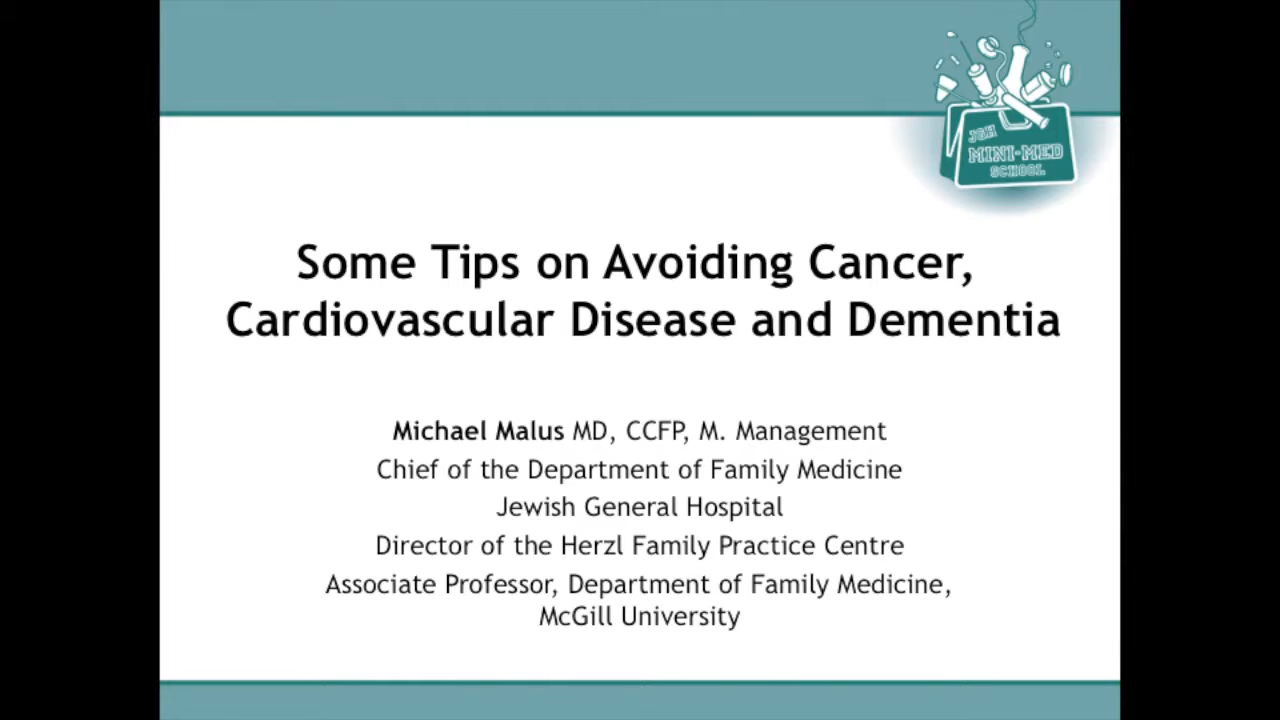 JGH
MINI-MED
SCHOOL
Some Tips on Avoiding Cancer,
Cardiovascular Disease and Dementia
Michael Malus MD, CCFP, M. Management
Chief of the Department of Family Medicine
Jewish General Hospital
Director of the Herzl Family Practice Centre
Associate Professor, Department of Family Medicine,
McGill University